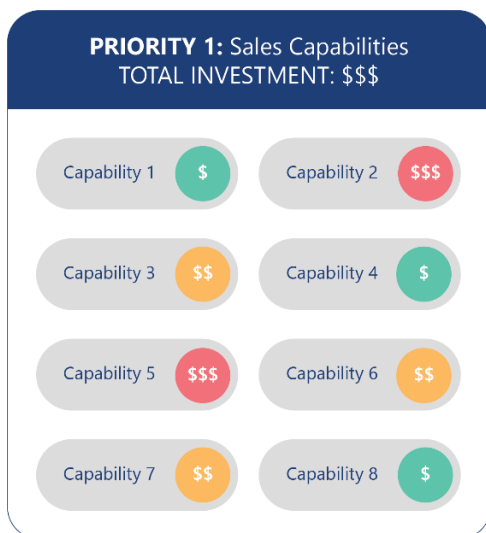 PRIORITY 1: Sales Capabilities
TOTAL INVESTMENT: $$$
Capability 1 $
Capability 2 $$$
Capability 3 $$
Capability 4 $
Capability 5 $$$
Capability 6 $$
Capability 7 $$
Capability 8 $